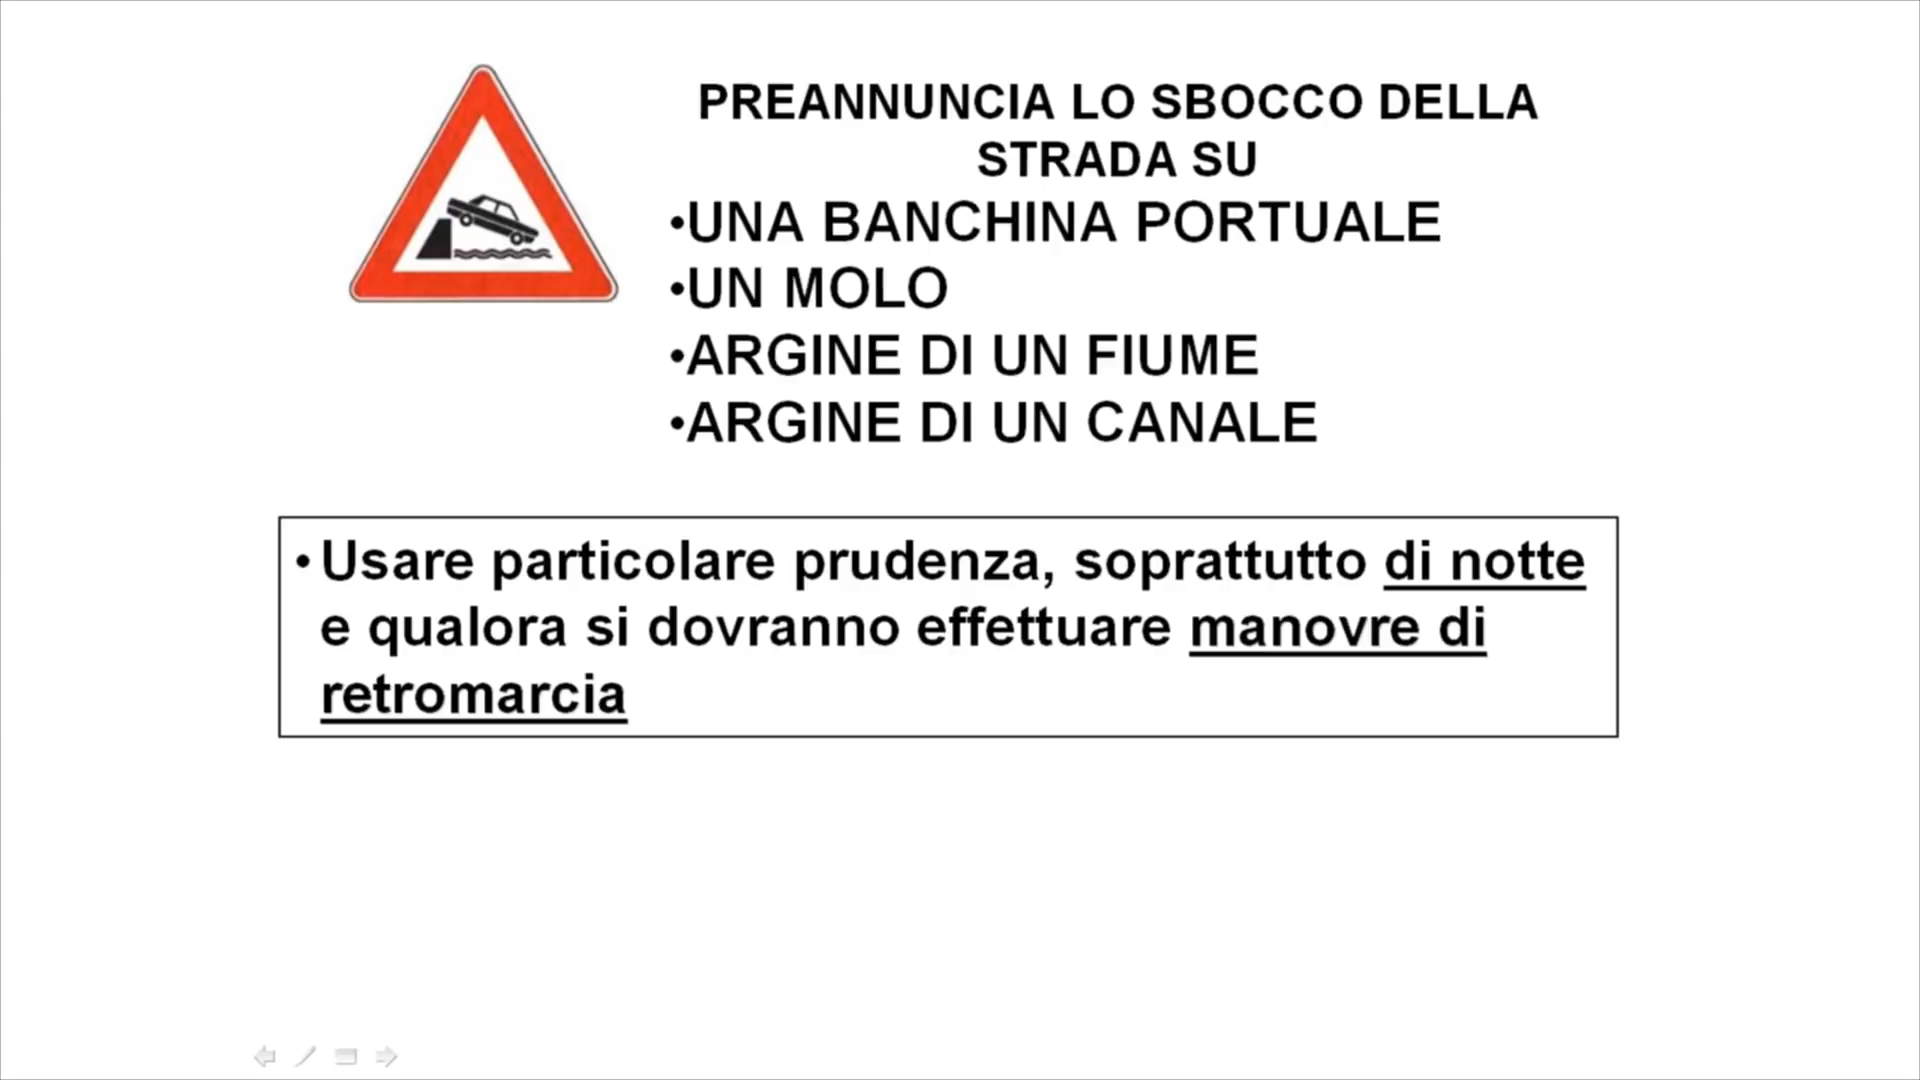 PREANNUNCIA LO SBOCCO DELLA
STRADA SU
•UNA BANCHINA PORTUALE
•UN MOLO
•ARGINE DI UN FIUME
•ARGINE DI UN CANALE
• Usare particolare prudenza, soprattutto di notte
e qualora si dovranno effettuare manovre di
retromarcia